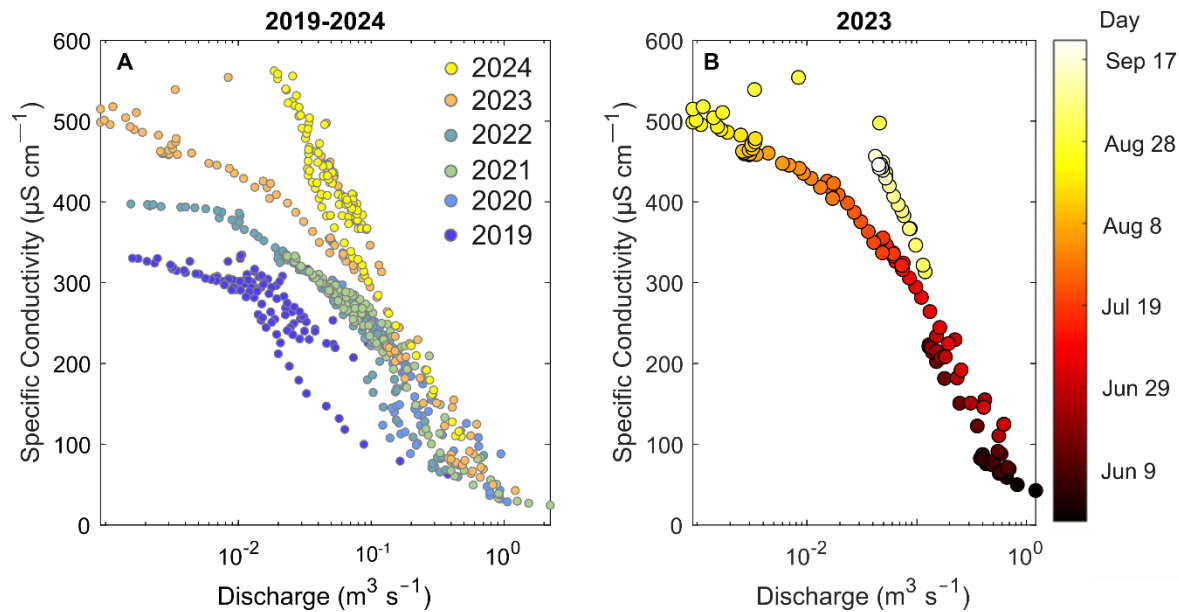 2019-2024
A
600
500
400
300
200
100
0
Specific Conductivity (µS cm⁻¹)
2024
2023
2022
2021
2020
2019
10⁻² 10⁻¹ 10⁰
Discharge (m³ s⁻¹)
2023
B
600
500
400
300
200
100
0
Specific Conductivity (µS cm⁻¹)
10⁻² 10⁻¹ 10⁰
Discharge (m³ s⁻¹)
Day
Sep 17
Aug 28
Aug 8
Jul 19
Jun 29
Jun 9